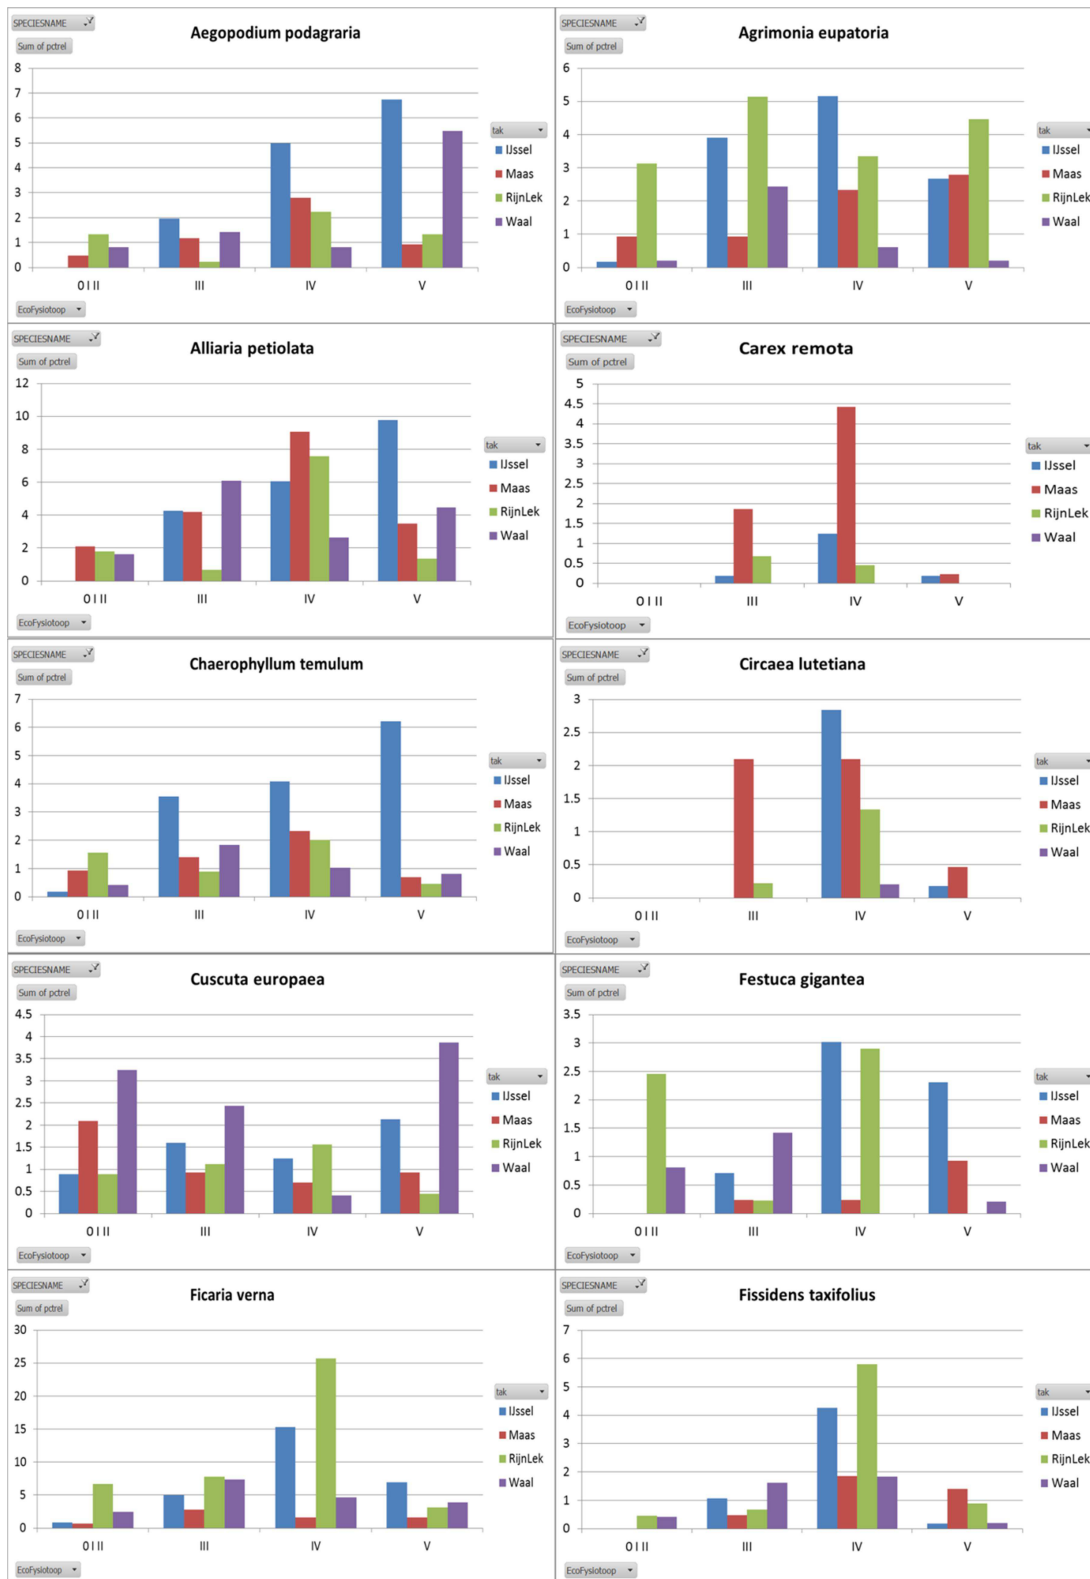 SPECIESNAME
Sum of pctrel
Aegopodium podagraria
8
7
6
5
4
3
2
1
0
O I II
III
IV
V
tak
IJssel
Maas
RijnLek
Waal
EcoFysiotoop
SPECIESNAME
Sum of pctrel
Agrimonia eupatoria
6
5
4
3
2
1
0
O I II
III
IV
V
tak
IJssel
Maas
RijnLek
Waal
EcoFysiotoop
SPECIESNAME
Sum of pctrel
Alliaria petiolata
12
10
8
6
4
2
0
O I II
III
IV
V
tak
IJssel
Maas
RijnLek
Waal
EcoFysiotoop
SPECIESNAME
Sum of pctrel
Carex remota
5
4.5
4
3.5
3
2.5
2
1.5
1
0.5
0
O I II
III
IV
V
tak
IJssel
Maas
RijnLek
Waal
EcoFysiotoop
SPECIESNAME
Sum of pctrel
Chaerophyllum temulum
7
6
5
4
3
2
1
0
O I II
III
IV
V
tak
IJssel
Maas
RijnLek
Waal
EcoFysiotoop
SPECIESNAME
Sum of pctrel
Circaea lutetiana
3
2.5
2
1.5
1
0.5
0
O I II
III
IV
V
tak
IJssel
Maas
RijnLek
Waal
EcoFysiotoop
SPECIESNAME
Sum of pctrel
Cuscuta europaea
4.5
4
3.5
3
2.5
2
1.5
1
0.5
0
O I II
III
IV
V
tak
IJssel
Maas
RijnLek
Waal
EcoFysiotoop
SPECIESNAME
Sum of pctrel
Festuca gigantea
3.5
3
2.5
2
1.5
1
0.5
0
O I II
III
IV
V
tak
IJssel
Maas
RijnLek
Waal
EcoFysiotoop
SPECIESNAME
Sum of pctrel
Ficaria verna
30
25
20
15
10
5
0
O I II
III
IV
V
tak
IJssel
Maas
RijnLek
Waal
EcoFysiotoop
SPECIESNAME
Sum of pctrel
Fissidens taxifolius
7
6
5
4
3
2
1
0
O I II
III
IV
V
tak
IJssel
Maas
RijnLek
Waal
EcoFysiotoop